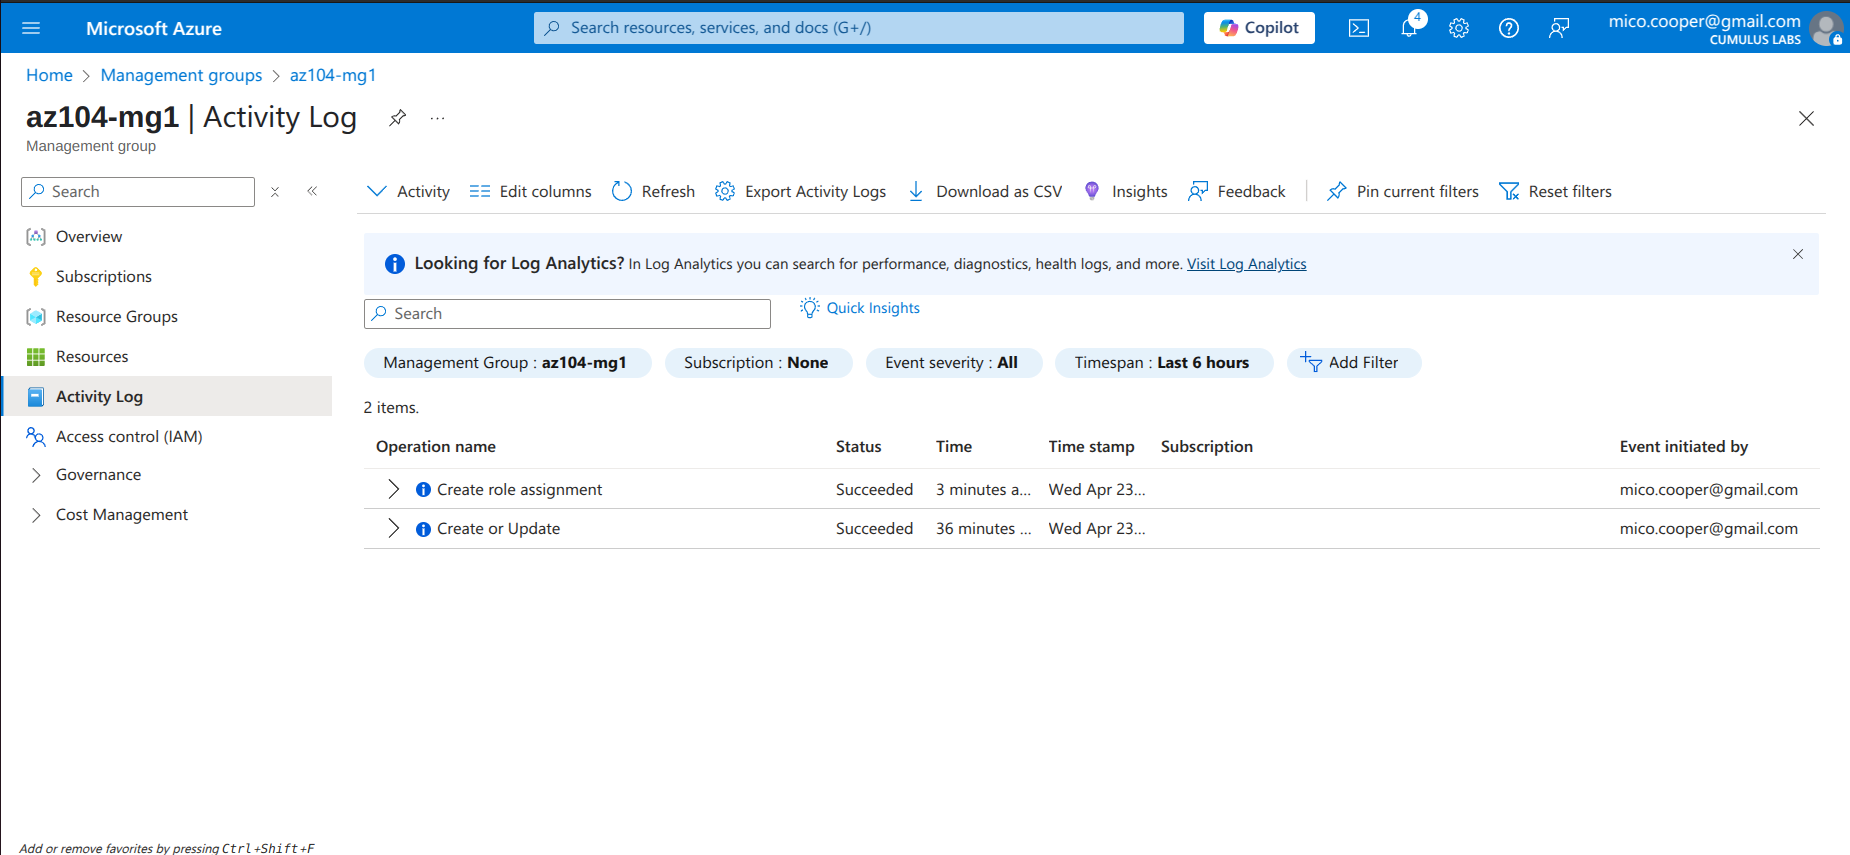 Microsoft Azure
Search resources, services, and docs (G+/)
Copilot
4
mico.cooper@gmail.com
CUMULUS LABS
Home > Management groups > az104-mg1
az104-mg1 | Activity Log
Management group
Search
Overview
Subscriptions
Resource Groups
Resources
Activity Log
Access control (IAM)
Governance
Cost Management
Add or remove favorites by pressing Ctrl+Shift+F
Activity Edit columns Refresh Export Activity Logs Download as CSV Insights Feedback Pin current filters Reset filters
Looking for Log Analytics? In Log Analytics you can search for performance, diagnostics, health logs, and more. Visit Log Analytics
Search
Quick Insights
Management Group : az104-mg1 Subscription : None Event severity : All Timespan : Last 6 hours Add Filter
2 items.
Operation name Status Time Time stamp Subscription Event initiated by
Create role assignment Succeeded 3 minutes a... Wed Apr 23... mico.cooper@gmail.com
Create or Update Succeeded 36 minutes ... Wed Apr 23... mico.cooper@gmail.com